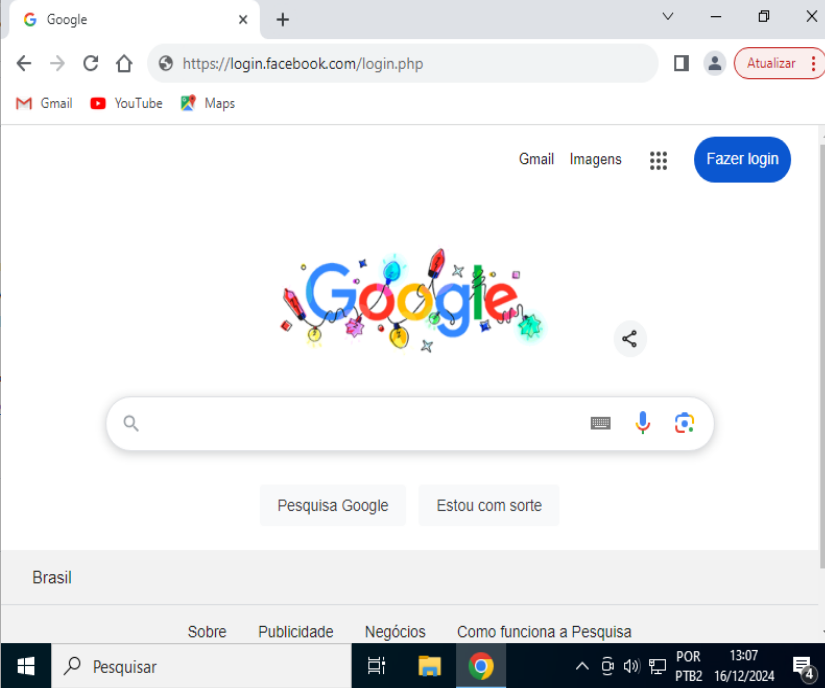 Google
https://login.facebook.com/login.php
Atualizar
Gmail YouTube Maps
Gmail Imagens Fazer login
Google
Pesquisa Google Estou com sorte
Brasil
Sobre Publicidade Negócios Como funciona a Pesquisa
Pesquisar
POR 13:07
PTB2 16/12/2024
4